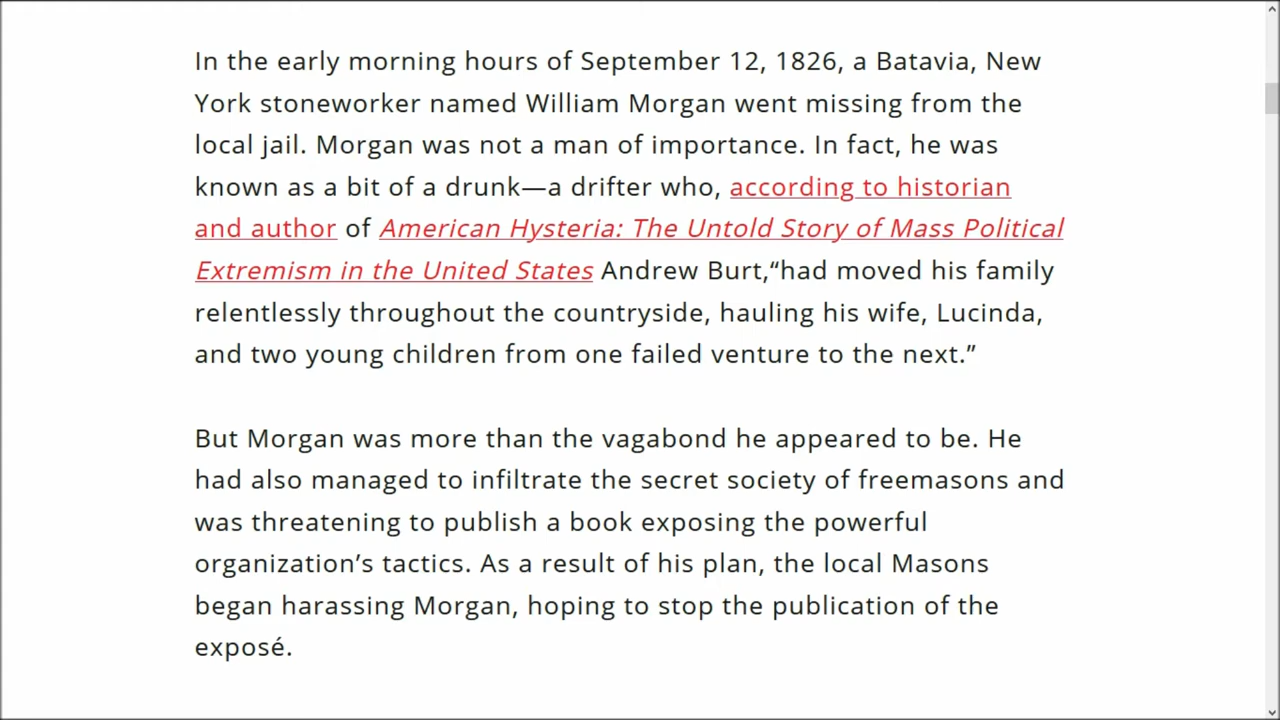 In the early morning hours of September 12, 1826, a Batavia, New
York stoneworker named William Morgan went missing from the
local jail. Morgan was not a man of importance. In fact, he was
known as a bit of a drunk—a drifter who, according to historian
and author of American Hysteria: The Untold Story of Mass Political
Extremism in the United States Andrew Burt,“had moved his family
relentlessly throughout the countryside, hauling his wife, Lucinda,
and two young children from one failed venture to the next.”
But Morgan was more than the vagabond he appeared to be. He
had also managed to infiltrate the secret society of freemasons and
was threatening to publish a book exposing the powerful
organization’s tactics. As a result of his plan, the local Masons
began harassing Morgan, hoping to stop the publication of the
exposé.